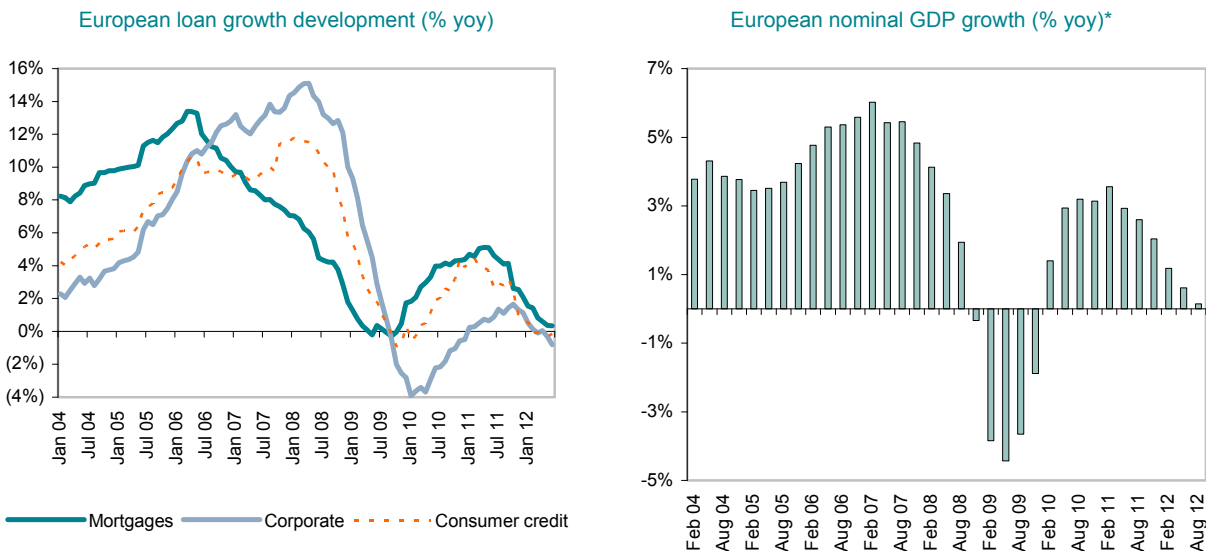 European loan growth development (% yoy)
16%
14%
12%
10%
8%
6%
4%
2%
0%
(2%)
(4%)
Jan 04
Jul 04
Jan 05
Jul 05
Jan 06
Jul 06
Jan 07
Jul 07
Jan 08
Jul 08
Jan 09
Jul 09
Jan 10
Jul 10
Jan 11
Jul 11
Jan 12
Mortgages Corporate Consumer credit
European nominal GDP growth (% yoy)*
7%
5%
3%
1%
-1%
-3%
-5%
Feb 04
Aug 04
Feb 05
Aug 05
Feb 06
Aug 06
Feb 07
Aug 07
Feb 08
Aug 08
Feb 09
Aug 09
Feb 10
Aug 10
Feb 11
Aug 11
Feb 12
Aug 12